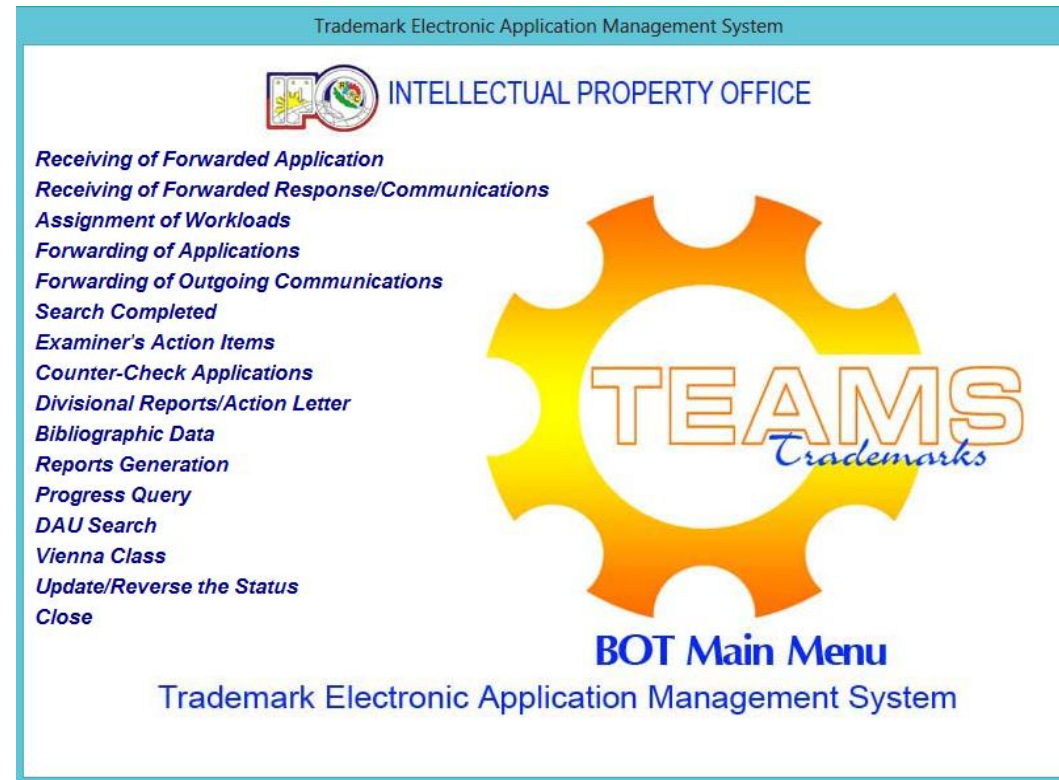 Trademark Electronic Application Management System
IPO INTELLECTUAL PROPERTY OFFICE
Receiving of Forwarded Application
Receiving of Forwarded Response/Communications
Assignment of Workloads
Forwarding of Applications
Forwarding of Outgoing Communications
Search Completed
Examiner's Action Items
Counter-Check Applications
Divisional Reports/Action Letter
Bibliographic Data
Reports Generation
Progress Query
DAU Search
Vienna Class
Update/Reverse the Status
Close
TEAMS
Trademarks
BOT Main Menu
Trademark Electronic Application Management System